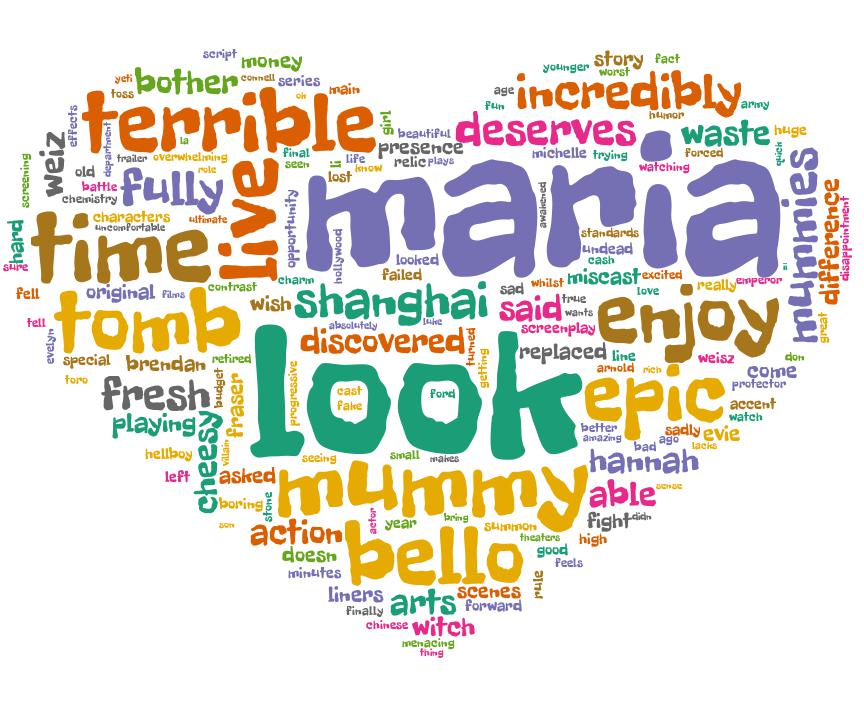 script
money
bother
connell
series
yeti
toss
oh
main
terrible
girl
effects
weiz
la
department
trailer
overwhelming
role
final
seen
old
battle
chemistry
fully
screening
live
beautiful
presence
relic
plays
li
life
know
lost
younger
story
fact
worst
age
fun
incredibly
army
humor
deserves
waste
huge
michelle
trying
forced
quick
watching
maria
awakened
opportunity
hollywood
looked
failed
standards
undead
cash
mummies
difference
disappointment
hard
sure
time
characters
uncomfortable
ultimate
contrast
charm
fell
original
films
tell
tomb
evelyn
wish
shanghai
absolutely
luke
sad
whilst
miscast
excited
love
really
emperor
said
true
wants
screenplay
enjoy
great
special
brendan
retired
toro
discovered
turned
getting
replaced
line
arnold
rich
weisz
don
come
protector
fresh
budget
fraser
progressive
look
cast
fake
ford
epic
accent
watch
playing
cheesy
villain
hellboy
better
amazing
sadly
evie
lacks
bad
ago
left
asked
seeing
small
makes
hannah
sense
boring
stone
mummy
able
son
action
actor
year
bring
summon
fight
didn
theaters
high
doesn
bello
good
feels
minutes
liners
finally
arts
scenes
forward
rule
chinese
witch
menacing
thing